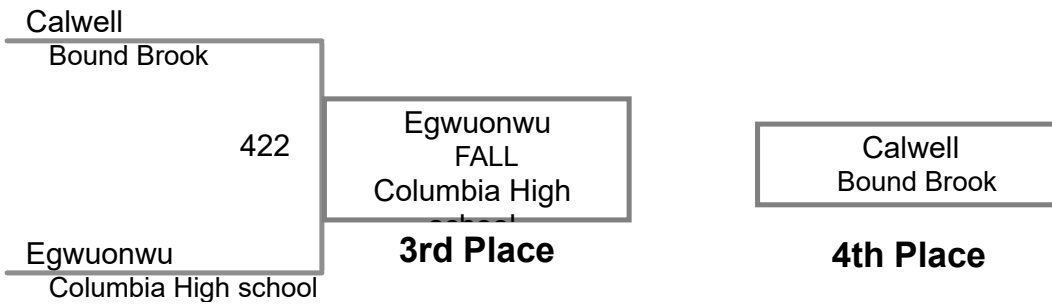 Calwell
Bound Brook
422
Egwuonwu
FALL
Columbia High
school
3rd Place
Calwell
Bound Brook
4th Place
Egwuonwu
Columbia High school